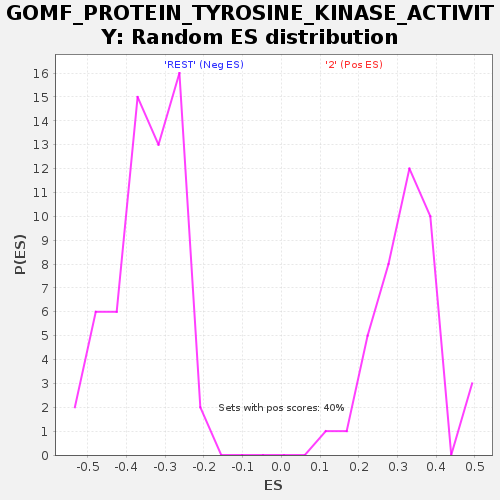 GOMF_PROTEIN_TYROSINE_KINASE_ACTIVIT
Y: Random ES distribution
'REST' (Neg ES) '2' (Pos ES)
16
15
14
13
12
11
10
9
8
7
6
5
4
3
2
1
0
P(ES)
Sets with pos scores: 40%
-0.5 -0.4 -0.3 -0.2 -0.1 0.0 0.1 0.2 0.3 0.4 0.5
ES